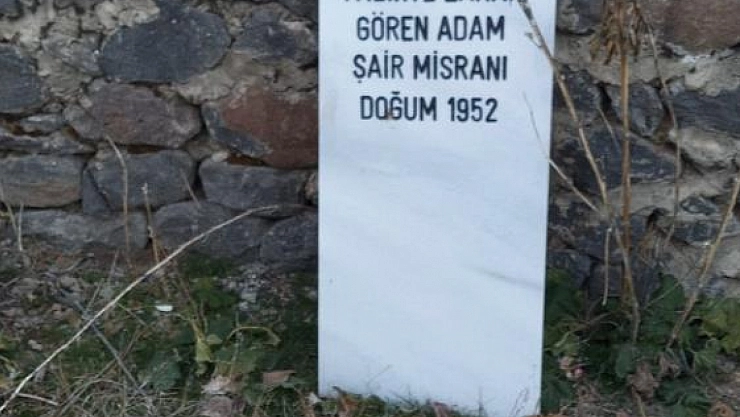 GÖREN ADAM
ŞAİR MİSRANI
DOĞUM 1952